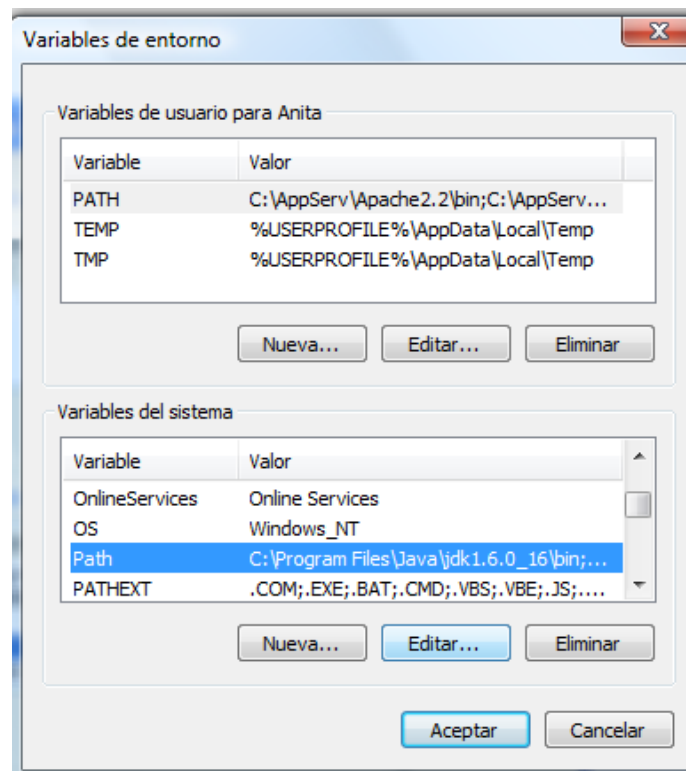 Variables de entorno
Variables de usuario para Anita
Variable Valor
PATH C:\AppServ\Apache2.2\bin;C:\AppServ...
TEMP %USERPROFILE%\AppData\Local\Temp
TMP %USERPROFILE%\AppData\Local\Temp
Nueva... Editar... Eliminar
Variables del sistema
Variable Valor
OnlineServices Online Services
OS Windows_NT
Path C:\Program Files\Java\jdk1.6.0_16\bin;...
PATHEXT .COM;.EXE;.BAT;.CMD;.VBS;.VBE;.JS;....
Nueva... Editar... Eliminar
Aceptar Cancelar